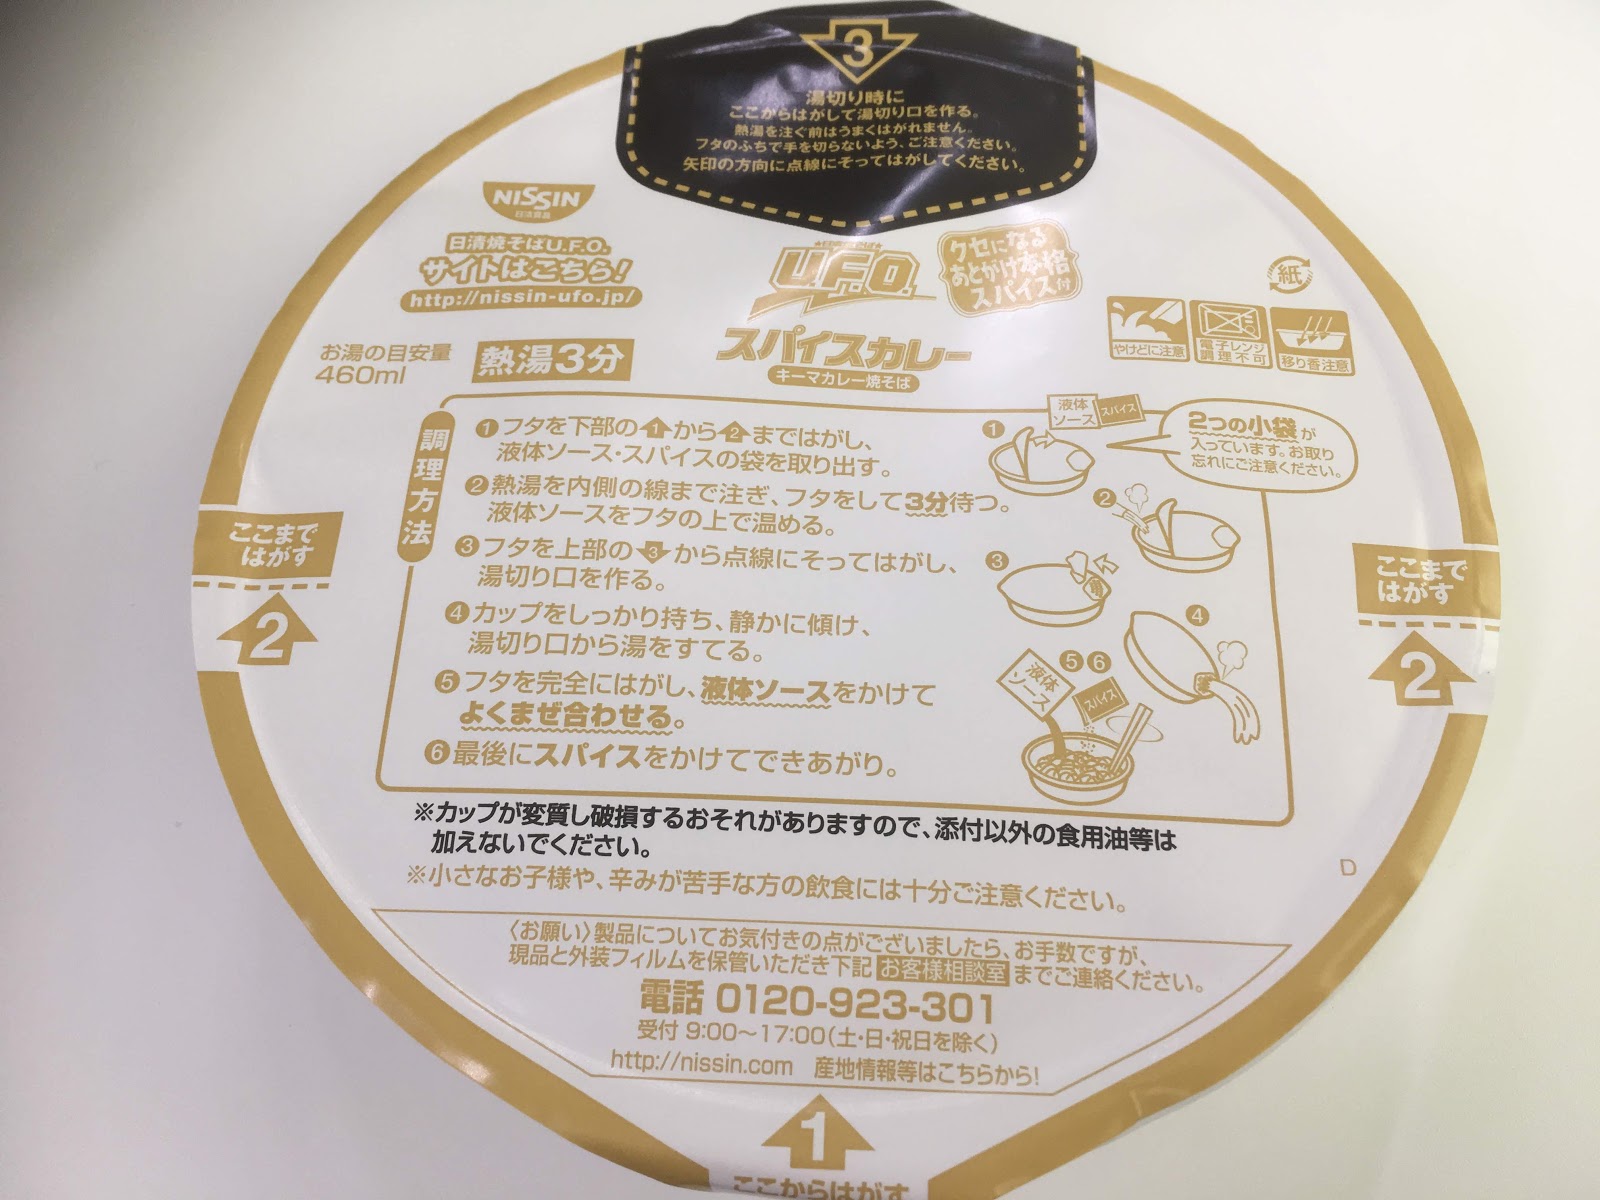 3
湯切り時に
ここからはがして湯切り口を作る。
熱湯を注ぐ前はうまくはがれません。
フタのふちで手を切らないよう、ご注意ください。
矢印の方向に点線にそってはがしてください。
NISSIN
日清食品
日清焼そばU.F.O.
サイトはこちら!
http://nissin-ufo.jp/
U.F.O.
クセになる
あとがけ本格
スパイス付
紙
やけどに注意
電子レンジ
調理不可
移り香注意
お湯の目安量
460ml
熱湯3分
スパイスカレー
キーマカレー焼そば
調理方法
❶フタを下部の1から2まではがし、
液体ソース・スパイスの袋を取り出す。
❷熱湯を内側の線まで注ぎ、フタをして3分待つ。
液体ソースをフタの上で温める。
❸フタを上部の3から点線にそってはがし、
湯切り口を作る。
❹カップをしっかり持ち、静かに傾け、
湯切り口から湯をすてる。
❺フタを完全にはがし、液体ソースをかけて
よくまぜ合わせる。
❻最後にスパイスをかけてできあがり。
❶
液体
ソース
スパイス
2つの小袋が
入っています。お取り
忘れにご注意ください。
❷
❸
❹
❺❻
液体
ソース
スパイス
ここまで
はがす
2
ここまで
はがす
2
※カップが変質し破損するおそれがありますので、添付以外の食用油等は
加えないでください。
※小さなお子様や、辛みが苦手な方の飲食には十分ご注意ください。
D
〈お願い〉製品についてお気付きの点がございましたら、お手数ですが、
現品と外装フィルムを保管いただき下記お客様相談室までご連絡ください。
電話 0120-923-301
受付 9:00〜17:00(土・日・祝日を除く)
http://nissin.com 産地情報等はこちらから!
1
ここからはがす